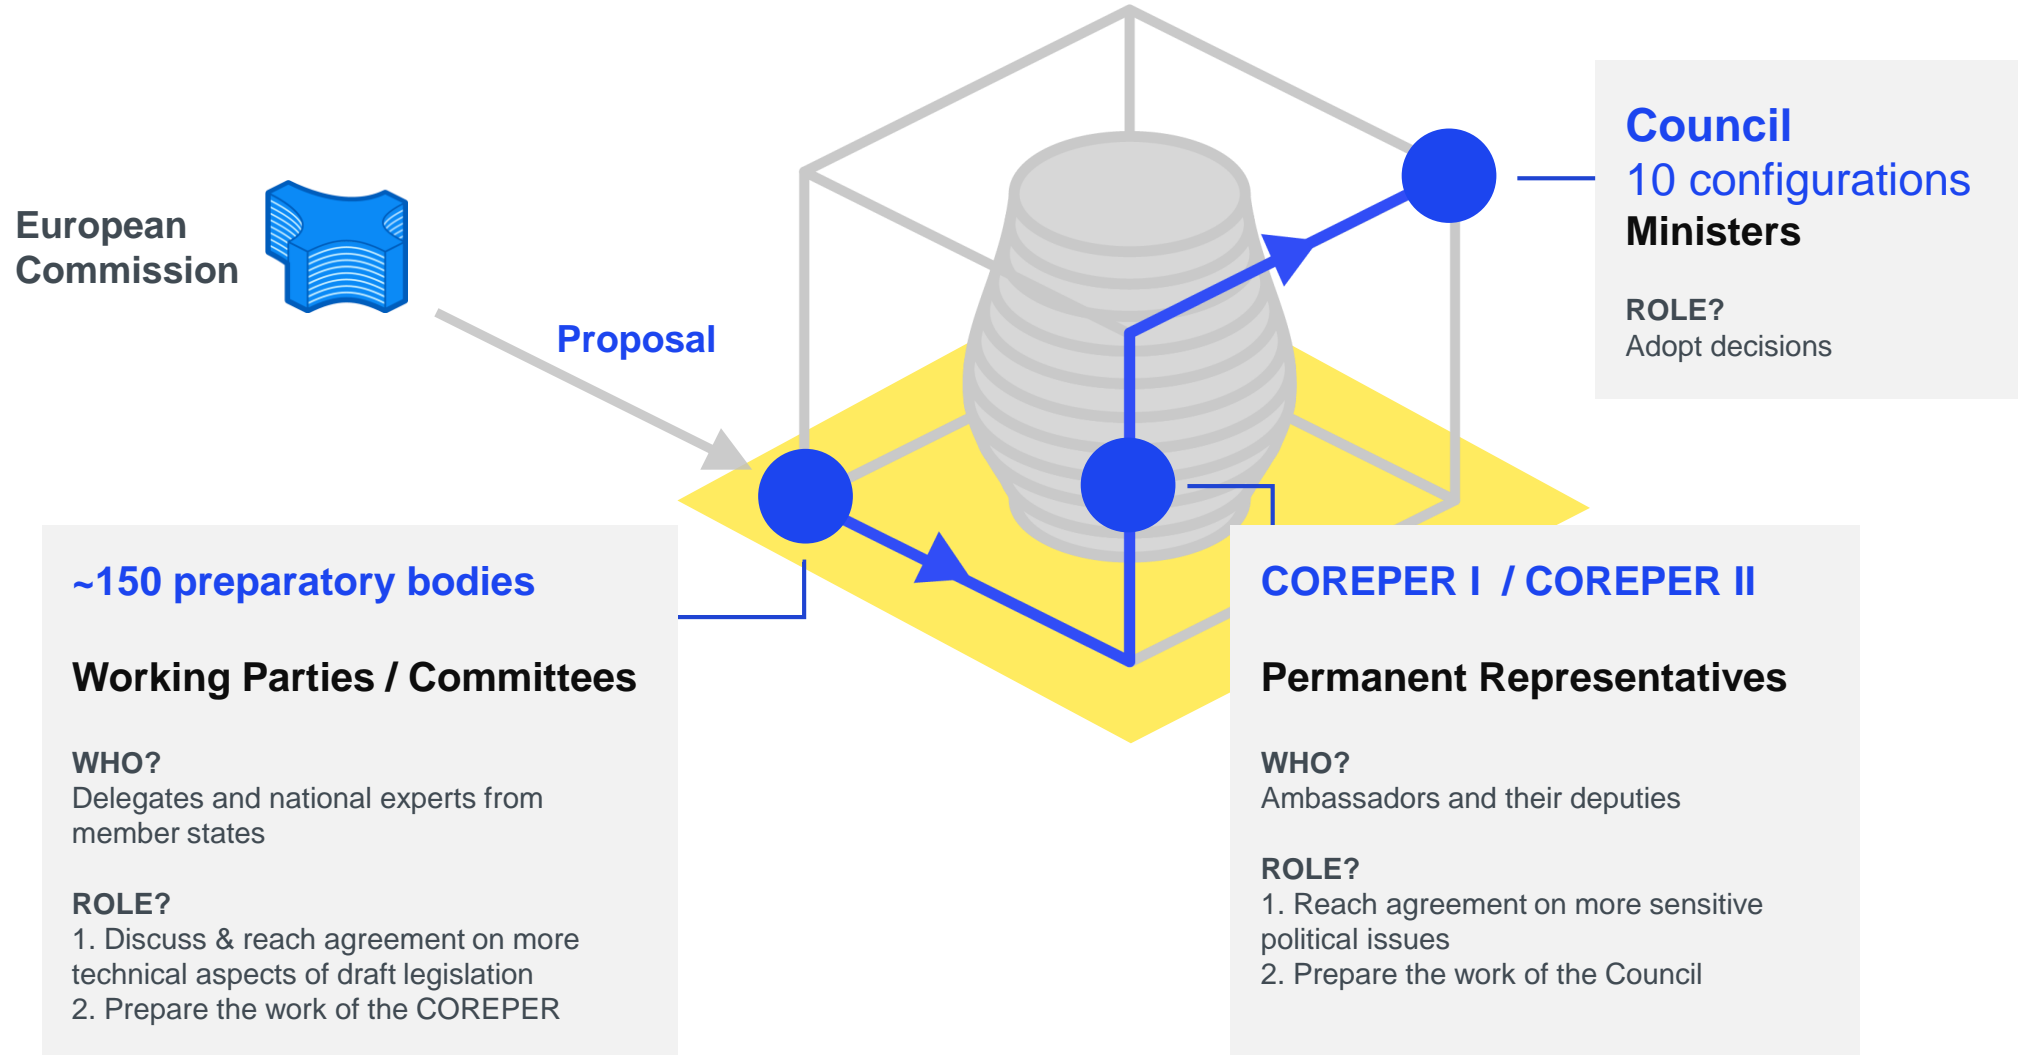 European
Commission
Proposal
Council
10 configurations
Ministers
ROLE?
Adopt decisions
~150 preparatory bodies
Working Parties / Committees
WHO?
Delegates and national experts from
member states
ROLE?
1. Discuss & reach agreement on more
technical aspects of draft legislation
2. Prepare the work of the COREPER
COREPER I / COREPER II
Permanent Representatives
WHO?
Ambassadors and their deputies
ROLE?
1. Reach agreement on more sensitive
political issues
2. Prepare the work of the Council